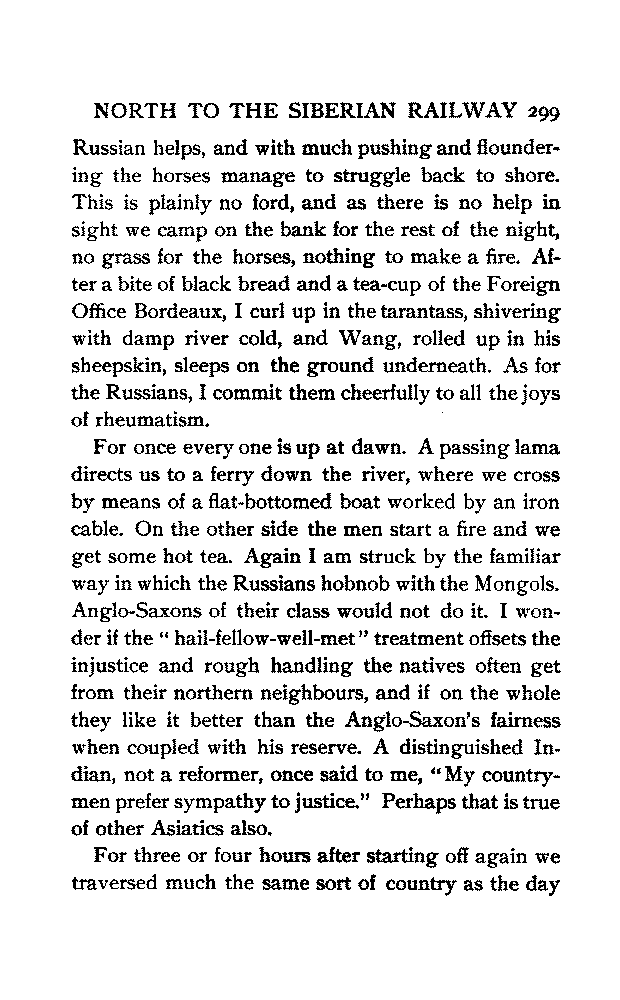 NORTH TO THE SIBERIAN RAILWAY 299
Russian helps, and with much pushing and flounder-
ing the horses manage to struggle back to shore.
This is plainly no ford, and as there is no help in
sight we camp on the bank for the rest of the night,
no grass for the horses, nothing to make a fire. Af-
ter a bite of black bread and a tea-cup of the Foreign
Office Bordeaux, I curl up in the tarantass, shivering
with damp river cold, and Wang, rolled up in his
sheepskin, sleeps on the ground underneath. As for
the Russians, I commit them cheerfully to all the joys
of rheumatism.
For once every one is up at dawn. A passing lama
directs us to a ferry down the river, where we cross
by means of a flat-bottomed boat worked by an iron
cable. On the other side the men start a fire and we
get some hot tea. Again I am struck by the familiar
way in which the Russians hobnob with the Mongols.
Anglo-Saxons of their class would not do it. I won-
der if the " hail-fellow-well-met" treatment offsets the
injustice and rough handling the natives often get
from their northern neighbours, and if on the whole
they like it better than the Anglo-Saxon's fairness
when coupled with his reserve. A distinguished In-
dian, not a reformer, once said to me, "My country-
men prefer sympathy to justice." Perhaps that is true
of other Asiatics also.
For three or four hours after starting off again we
traversed much the same sort of country as the day